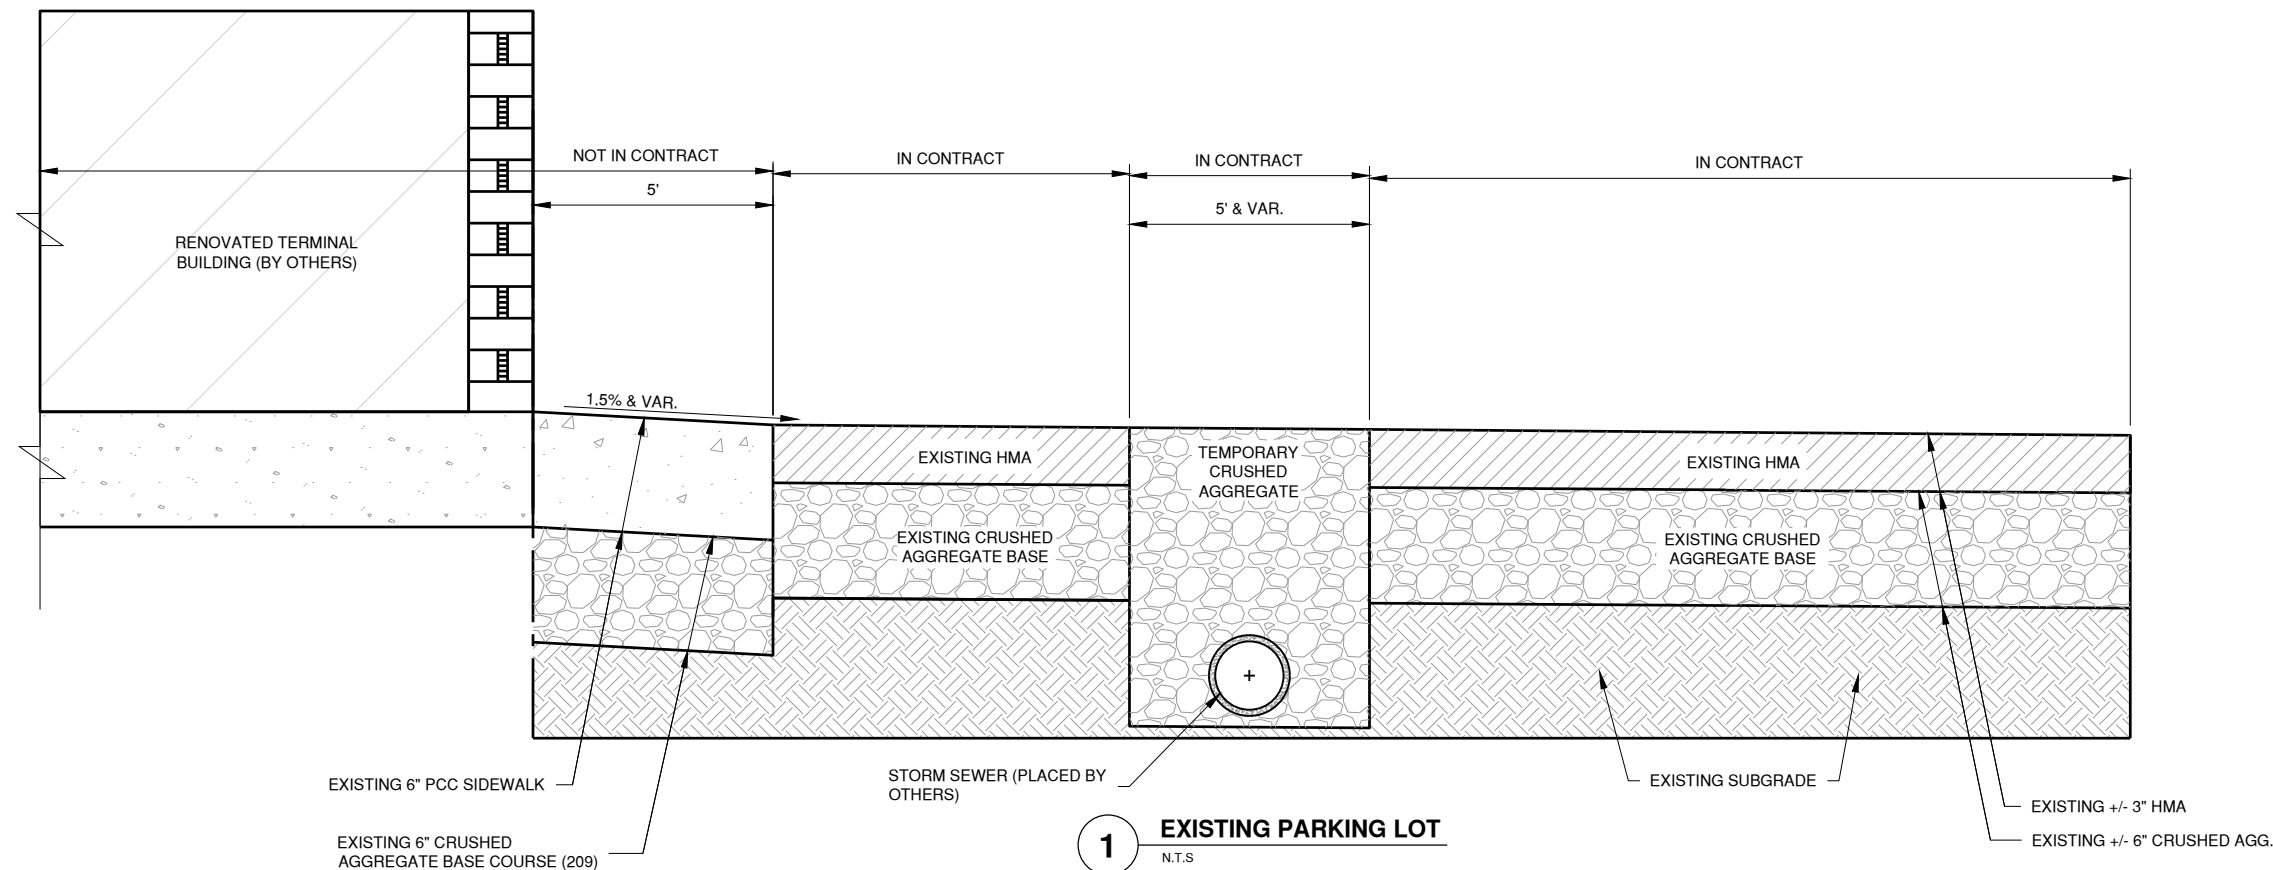 NOT IN CONTRACT
IN CONTRACT
IN CONTRACT
IN CONTRACT
5'
5' & VAR.
RENOVATED TERMINAL
BUILDING (BY OTHERS)
1.5% & VAR.
EXISTING HMA
TEMPORARY
CRUSHED
AGGREGATE
EXISTING HMA
EXISTING CRUSHED
AGGREGATE BASE
EXISTING CRUSHED
AGGREGATE BASE
EXISTING 6" PCC SIDEWALK
STORM SEWER (PLACED BY
OTHERS)
EXISTING SUBGRADE
EXISTING +/- 3" HMA
EXISTING +/- 6" CRUSHED AGG.
EXISTING 6" CRUSHED
AGGREGATE BASE COURSE (209)
1
EXISTING PARKING LOT
N.T.S